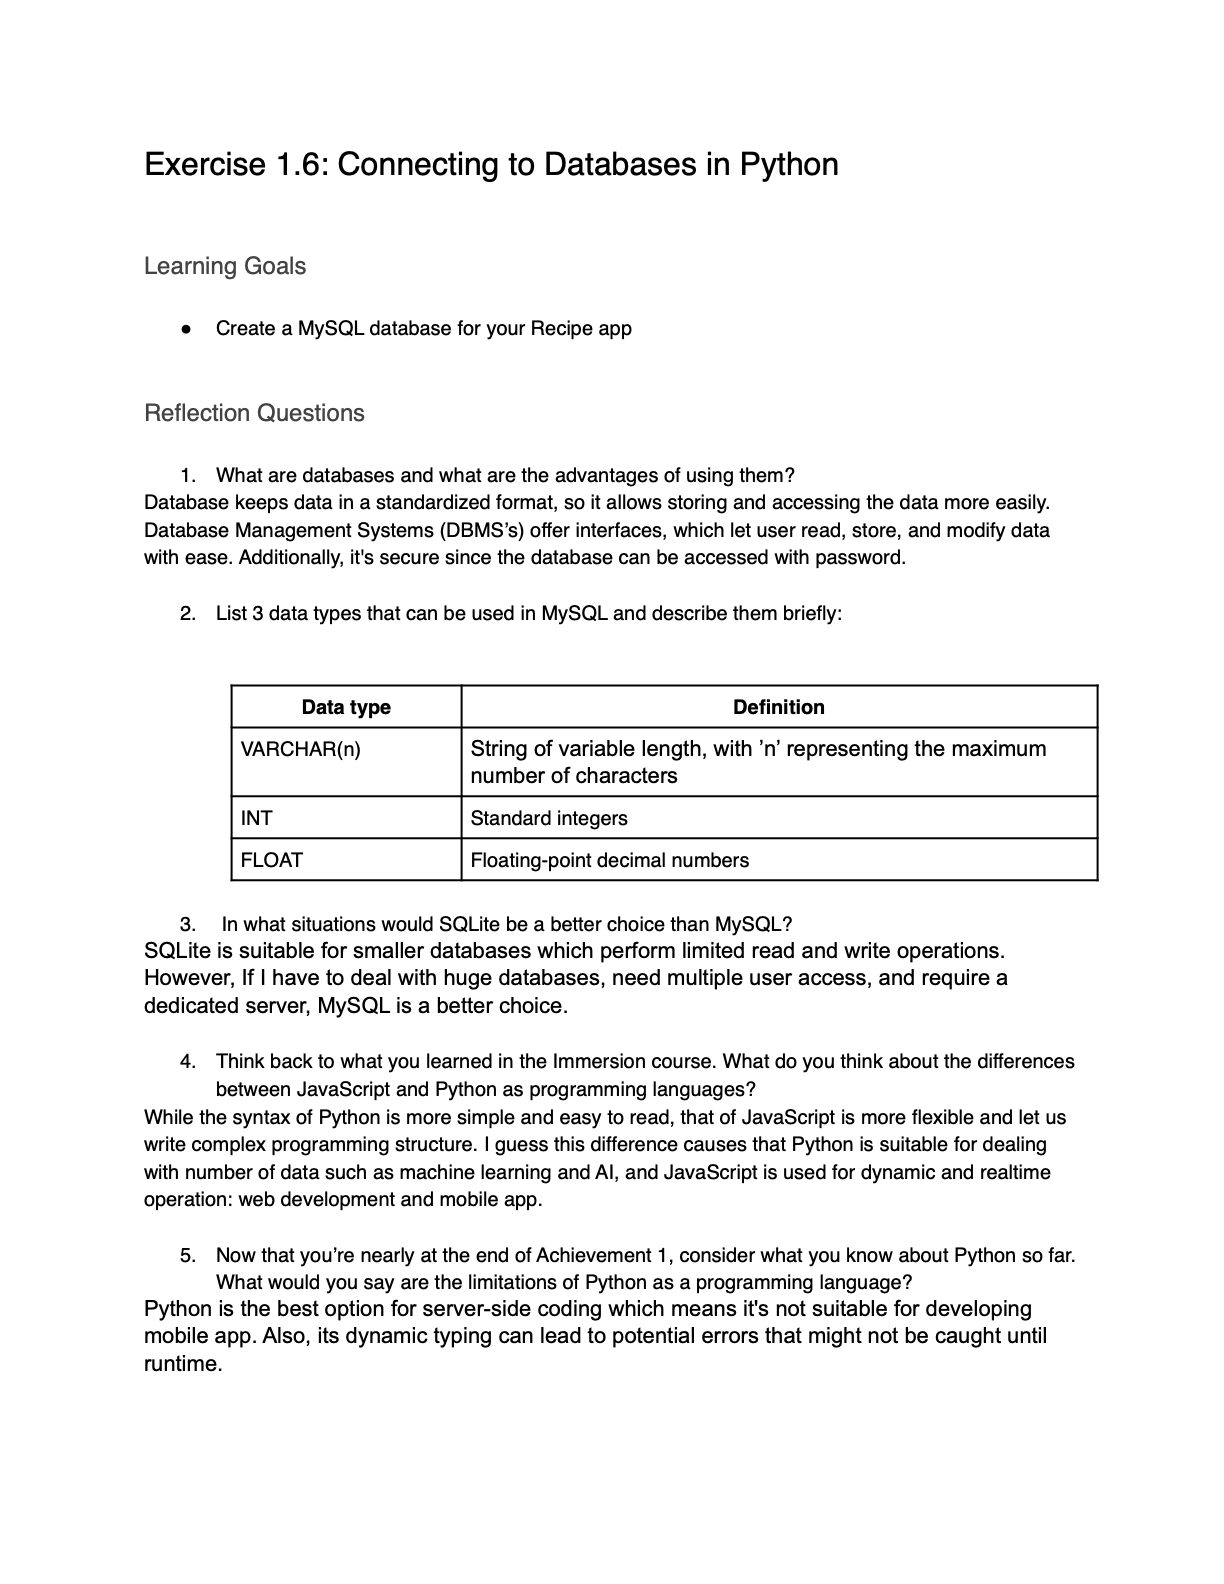 Exercise 1.6: Connecting to Databases in Python
Learning Goals
● Create a MySQL database for your Recipe app
Reflection Questions
1. What are databases and what are the advantages of using them?
Database keeps data in a standardized format, so it allows storing and accessing the data more easily.
Database Management Systems (DBMS’s) offer interfaces, which let user read, store, and modify data
with ease. Additionally, it's secure since the database can be accessed with password.
2. List 3 data types that can be used in MySQL and describe them briefly:
Data type Definition
VARCHAR(n) String of variable length, with ’n’ representing the maximum
number of characters
INT Standard integers
FLOAT Floating-point decimal numbers
3. In what situations would SQLite be a better choice than MySQL?
SQLite is suitable for smaller databases which perform limited read and write operations.
However, If I have to deal with huge databases, need multiple user access, and require a
dedicated server, MySQL is a better choice.
4. Think back to what you learned in the Immersion course. What do you think about the differences
between JavaScript and Python as programming languages?
While the syntax of Python is more simple and easy to read, that of JavaScript is more flexible and let us
write complex programming structure. I guess this difference causes that Python is suitable for dealing
with number of data such as machine learning and AI, and JavaScript is used for dynamic and realtime
operation: web development and mobile app.
5. Now that you’re nearly at the end of Achievement 1, consider what you know about Python so far.
What would you say are the limitations of Python as a programming language?
Python is the best option for server-side coding which means it's not suitable for developing
mobile app. Also, its dynamic typing can lead to potential errors that might not be caught until
runtime.